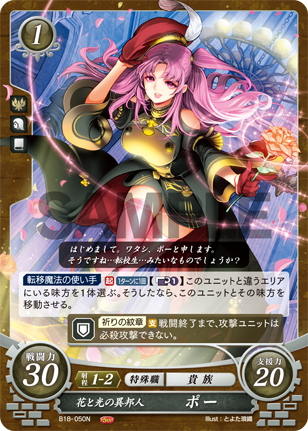 1
SAMPLE
はじめまして。ワタシ、ポーと申します。
そうですね…転校生…みたいなものでしょうか?
転移魔法の使い手 起 1ターンに1回 [1] このユニットと違うエリア
にいる味方を1体選ぶ。そうしたなら、このユニットとその味方を
移動させる。
祈りの紋章 支 戦闘終了まで、攻撃ユニットは
必殺攻撃できない。
戦闘力
30
射程 1-2
特殊職
貴族
支援力
20
花と光の異邦人 ポー
B18-050N
Illust:とよた瑣織